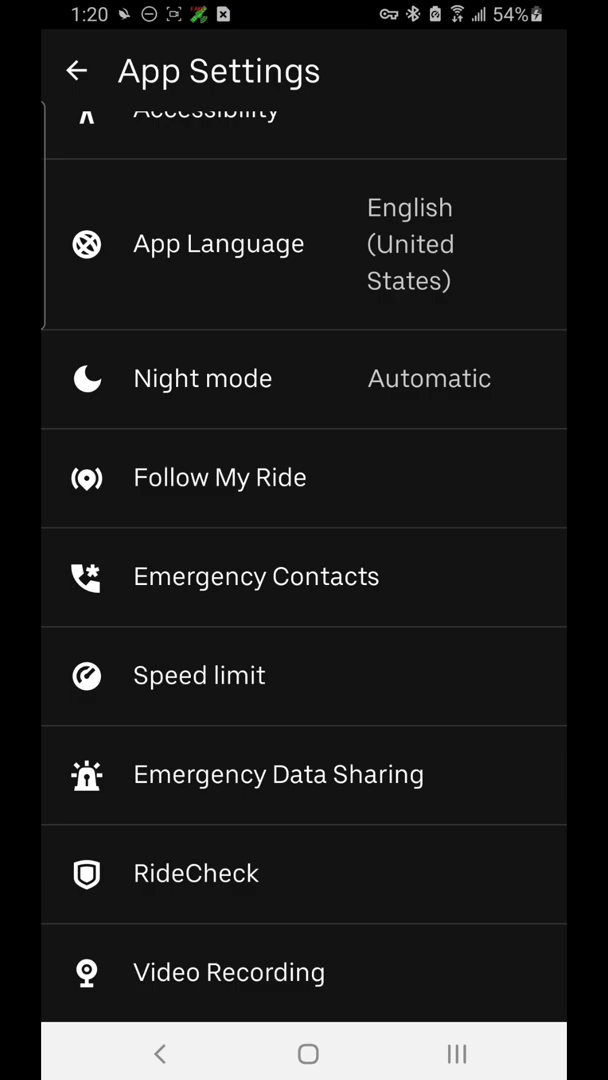 1:20 54%
App Settings
Accessibility
App Language
English
(United
States)
Night mode Automatic
Follow My Ride
Emergency Contacts
Speed limit
Emergency Data Sharing
RideCheck
Video Recording